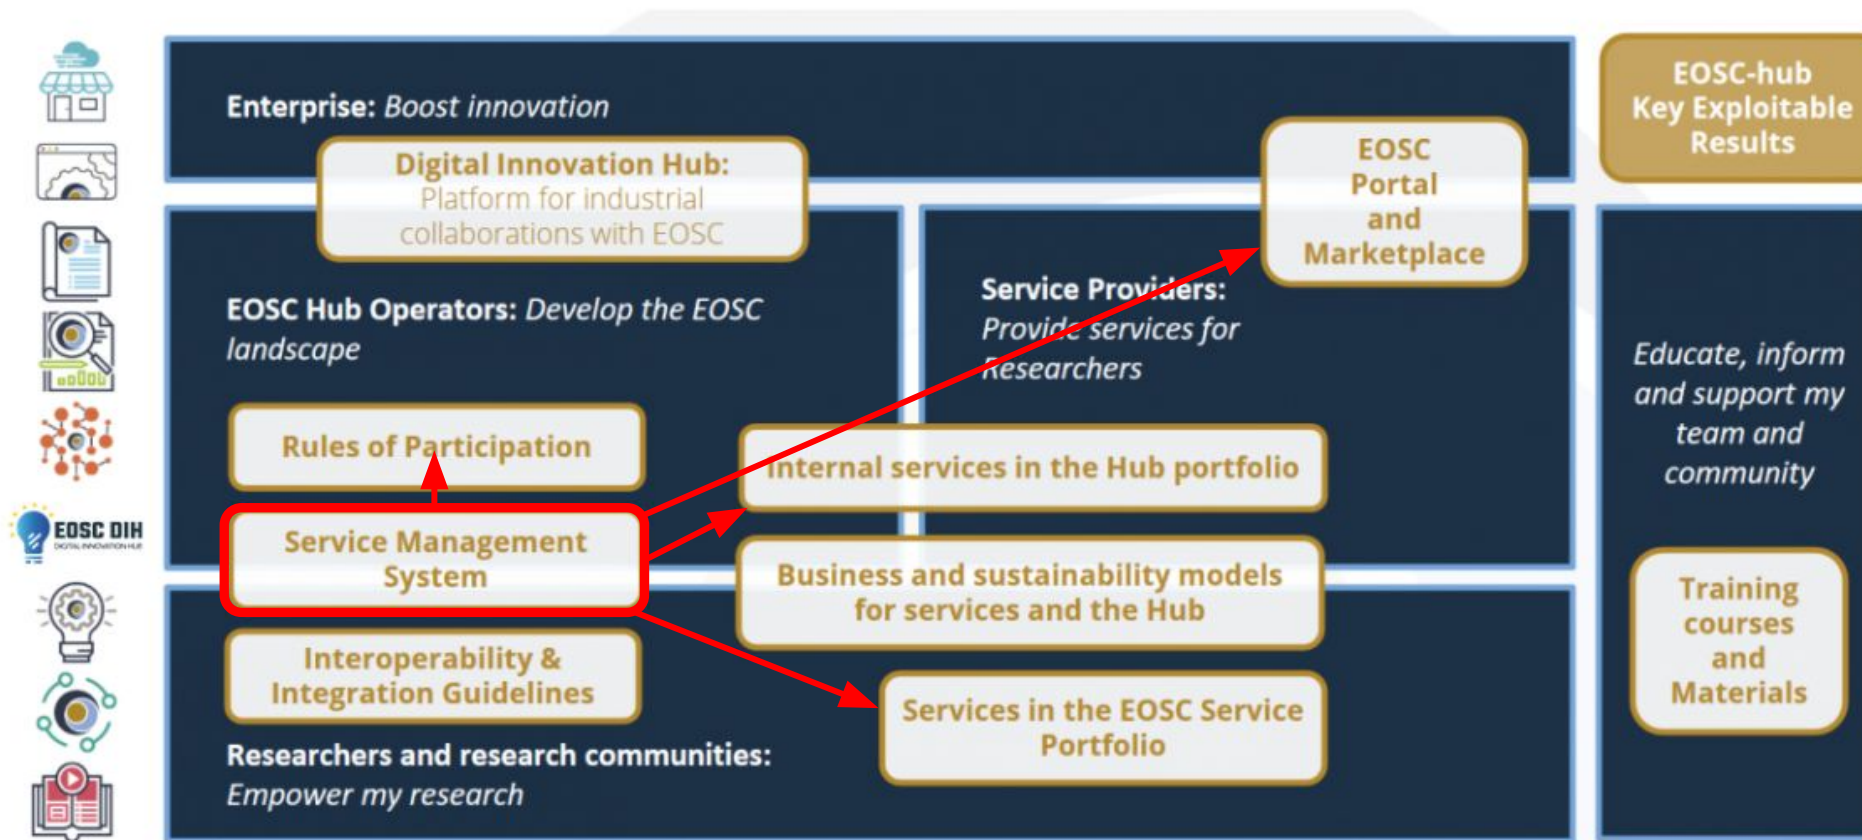 Enterprise: Boost innovation
Digital Innovation Hub:
Platform for industrial
collaborations with EOSC
EOSC
Portal
and
Marketplace
EOSC-hub
Key Exploitable
Results
EOSC Hub Operators: Develop the EOSC
landscape
Service Providers:
Provide services for
Researchers
Rules of Participation
Internal services in the Hub portfolio
Service Management
System
Business and sustainability models
for services and the Hub
Interoperability &
Integration Guidelines
Services in the EOSC Service
Portfolio
Researchers and research communities:
Empower my research
Educate, inform
and support my
team and
community
Training
courses
and
Materials
EOSC DIH
DIGITAL INNOVATION HUB